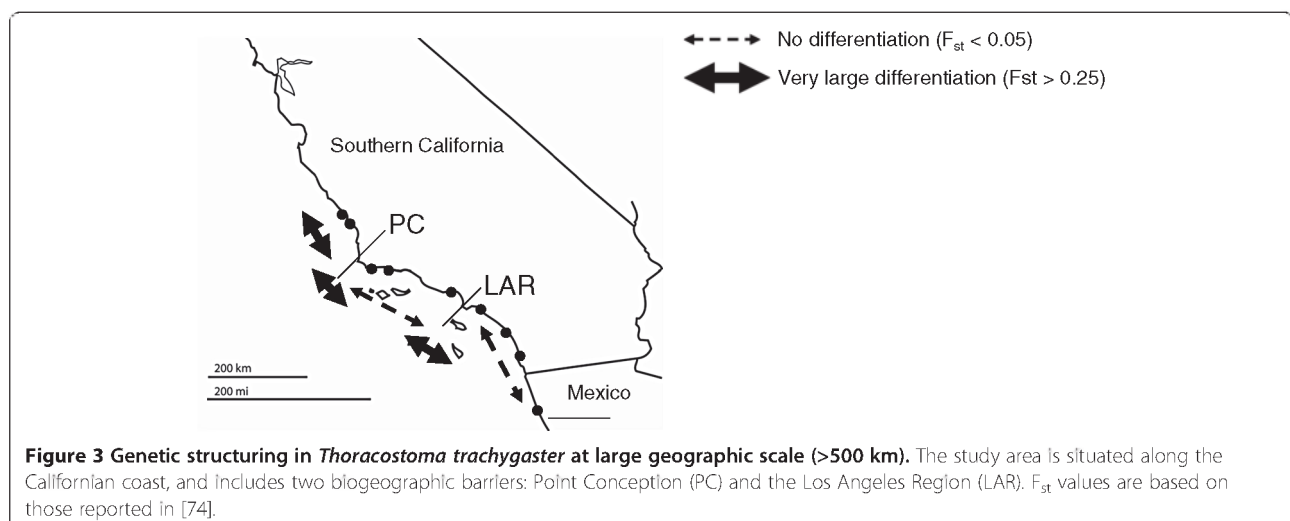 No differentiation (Fst < 0.05)
Very large differentiation (Fst > 0.25)
Southern California
PC
LAR
200 km
200 mi
Mexico
Figure 3 Genetic structuring in Thoracostoma trachygaster at large geographic scale (>500 km). The study area is situated along the
Californian coast, and includes two biogeographic barriers: Point Conception (PC) and the Los Angeles Region (LAR). Fst values are based on
those reported in [74].